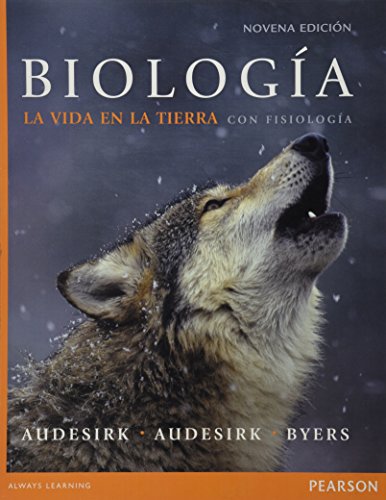 NOVENA EDICIÓN
BIOLOGÍA
LA VIDA EN LA TIERRA CON FISIOLOGÍA
AUDESIRK · AUDESIRK · BYERS
ALWAYS LEARNING
PEARSON